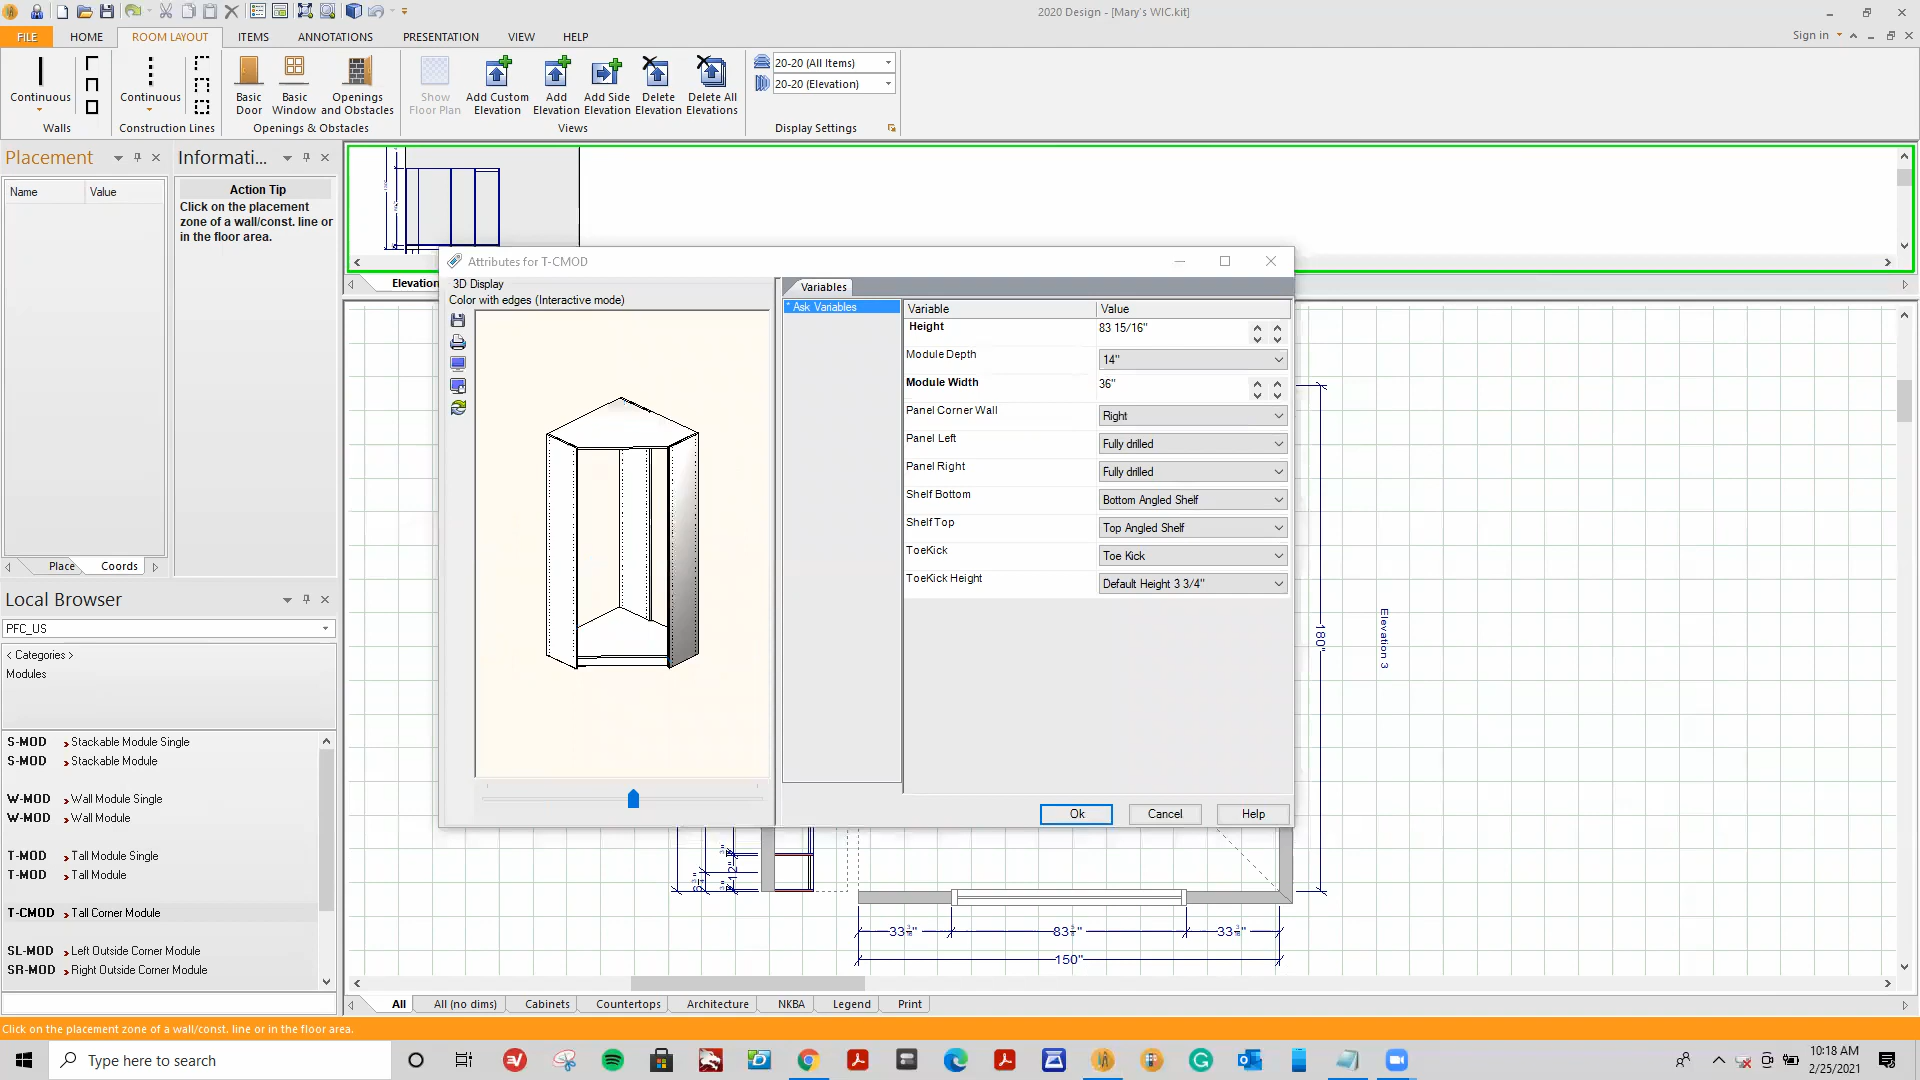 2020 Design - [Mary's WIC.kit]
FILE HOME ROOM LAYOUT ITEMS ANNOTATIONS PRESENTATION VIEW HELP
Sign in
Continuous
Walls
Continuous
Construction Lines
Basic Door
Basic Window
Openings and Obstacles
Openings & Obstacles
Show Floor Plan
Add Custom Elevation
Add Elevation
Add Side Elevation
Delete Elevation
Delete All Elevations
Views
20-20 (All Items)
20-20 (Elevation)
Display Settings
Placement
Name Value
Place Coords
Informati...
Action Tip
Click on the placement
zone of a wall/const. line or
in the floor area.
Elevation
Attributes for T-CMOD
3D Display
Color with edges (Interactive mode)
Variables
* Ask Variables
Variable Value
Height 83 15/16"
Module Depth 14"
Module Width 36"
Panel Corner Wall Right
Panel Left Fully drilled
Panel Right Fully drilled
Shelf Bottom Bottom Angled Shelf
Shelf Top Top Angled Shelf
ToeKick Toe Kick
ToeKick Height Default Height 3 3/4"
Ok Cancel Help
180"
Elevation 3
150"
Local Browser
PFC_US
< Categories >
Modules
S-MOD Stackable Module Single
S-MOD Stackable Module
W-MOD Wall Module Single
W-MOD Wall Module
T-MOD Tall Module Single
T-MOD Tall Module
T-CMOD Tall Corner Module
SL-MOD Left Outside Corner Module
SR-MOD Right Outside Corner Module
All All (no dims) Cabinets Countertops Architecture NKBA Legend Print
Click on the placement zone of a wall/const. line or in the floor area.
Type here to search
10:18 AM
2/25/2021